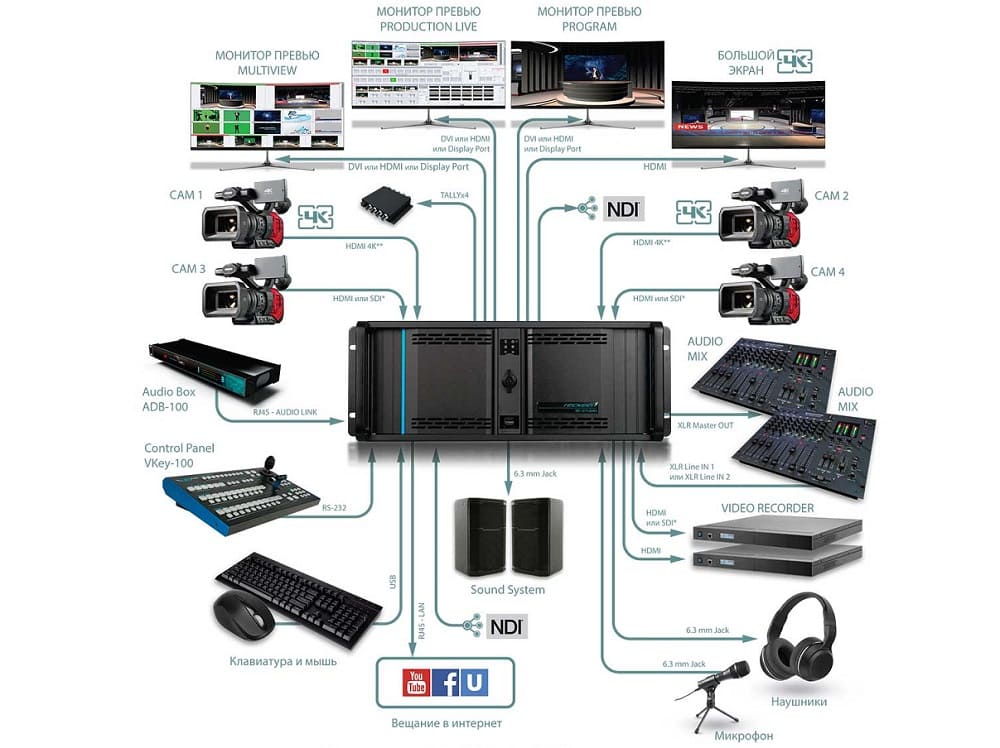 МОНИТОР ПРЕВЬЮ
PRODUCTION LIVE
МОНИТОР ПРЕВЬЮ
PROGRAM
МОНИТОР ПРЕВЬЮ
MULTIVIEW
БОЛЬШОЙ
ЭКРАН
4K
NEWS
DVI или HDMI
или Display Port
DVI или HDMI
или Display Port
DVI или HDMI или Display Port
HDMI
CAM 1
4K
TALLYx4
NDI
4K
CAM 2
HDMI 4K**
HDMI 4K**
CAM 3
CAM 4
HDMI или SDI*
HDMI или SDI*
AUDIO
MIX
Audio Box
ADB-100
RJ45 - AUDIO LINK
AUDIO
MIX
XLR Master OUT
Control Panel
VKey-100
RS-232
6.3 mm Jack
XLR Line IN 1
или XLR Line IN 2
VIDEO RECORDER
HDMI
или SDI*
HDMI
Sound System
USB
RJ45 - LAN
NDI
6.3 mm Jack
6.3 mm Jack
Клавиатура и мышь
You
Tube
f
U
Вещание в интернет
Наушники
Микрофон